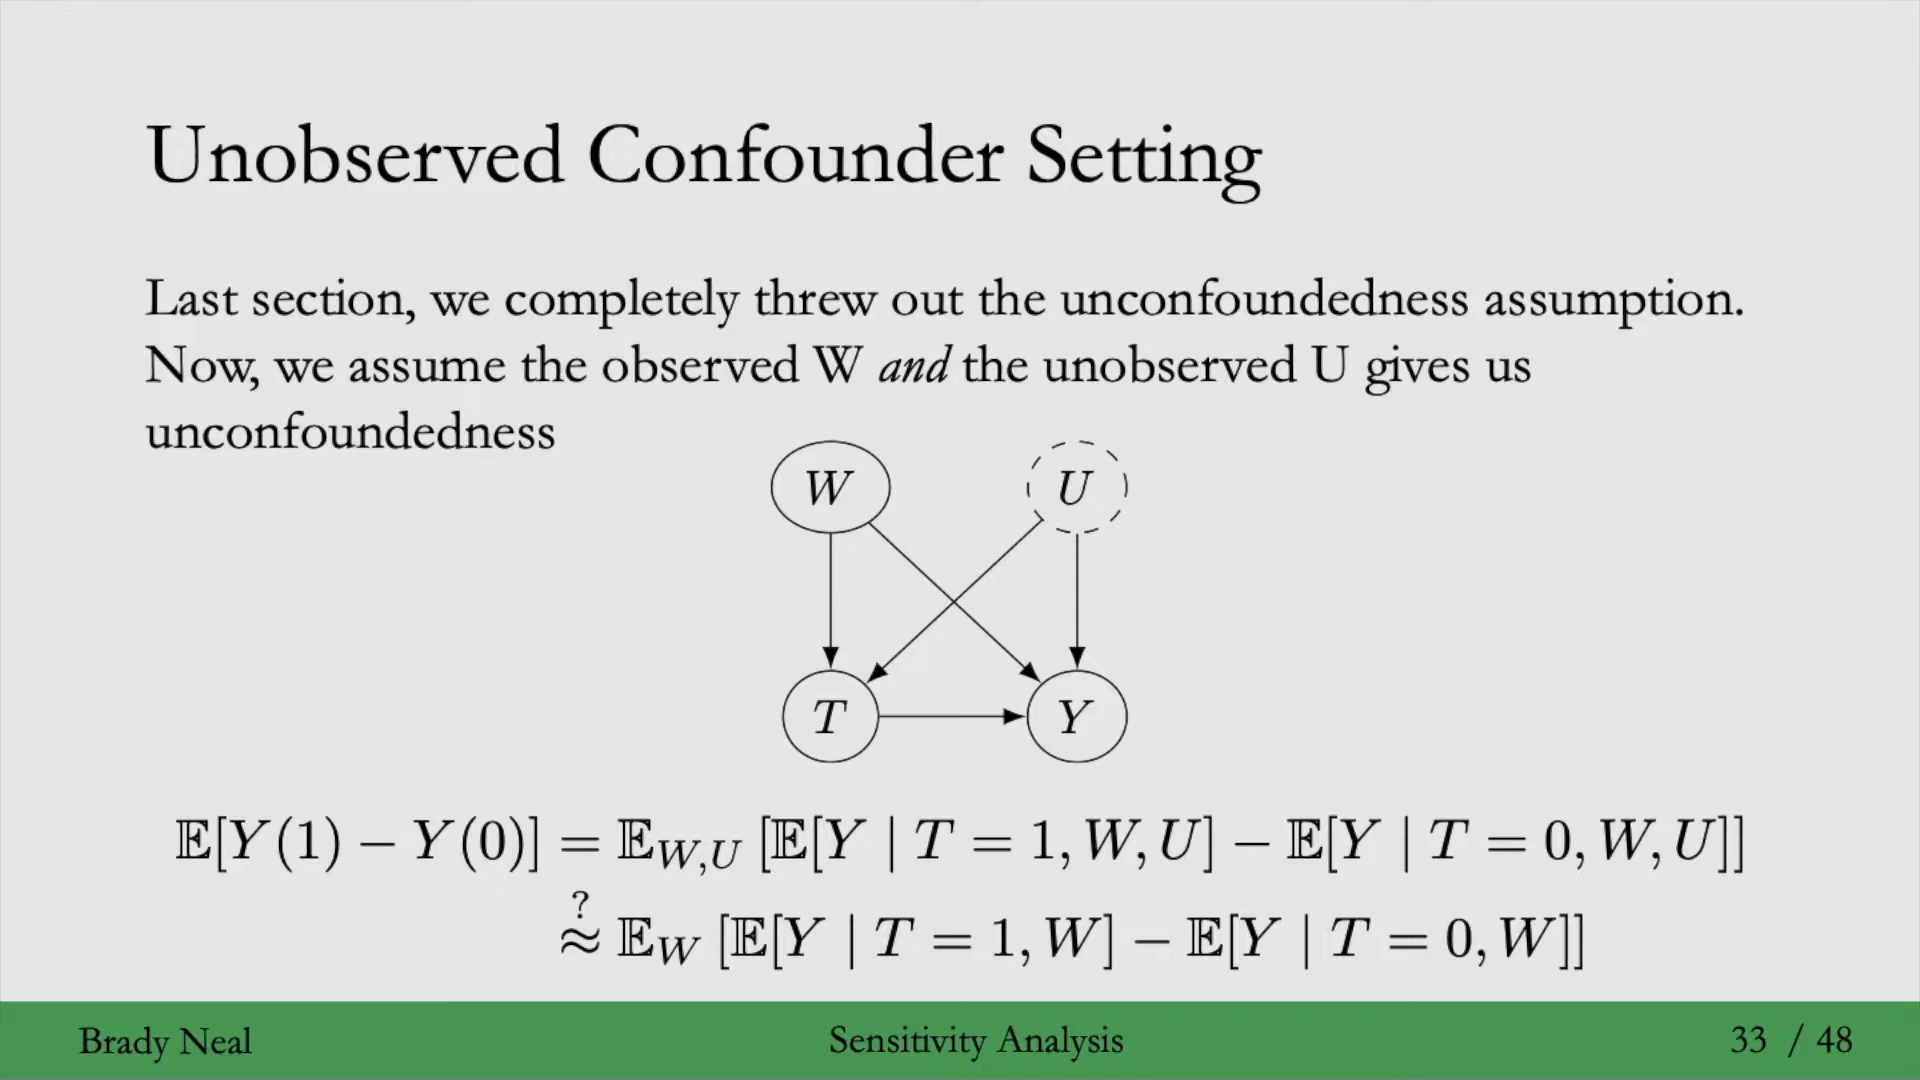 Unobserved Confounder Setting
Last section, we completely threw out the unconfoundedness assumption.
Now, we assume the observed W and the unobserved U gives us
unconfoundedness
W U
T Y
𝔼[Y(1) − Y(0)] = 𝔼_{W,U} [𝔼[Y | T = 1, W, U] − 𝔼[Y | T = 0, W, U]]
?
≈ 𝔼_W [𝔼[Y | T = 1, W] − 𝔼[Y | T = 0, W]]
Brady Neal Sensitivity Analysis 33 / 48